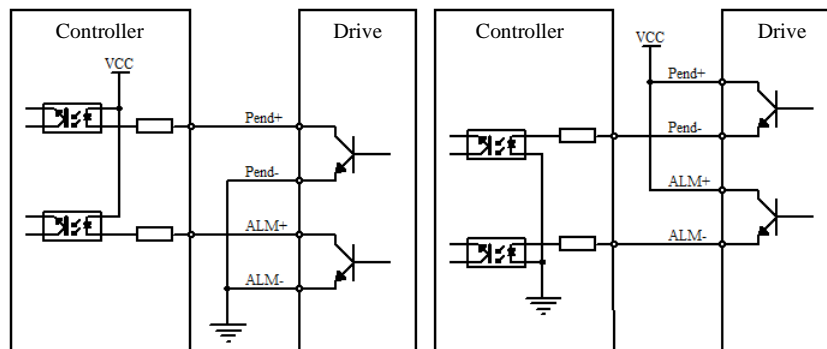 Controller
Drive
VCC
Pend+
Pend-
ALM+
ALM-
Controller
Drive
VCC
Pend+
Pend-
ALM+
ALM-